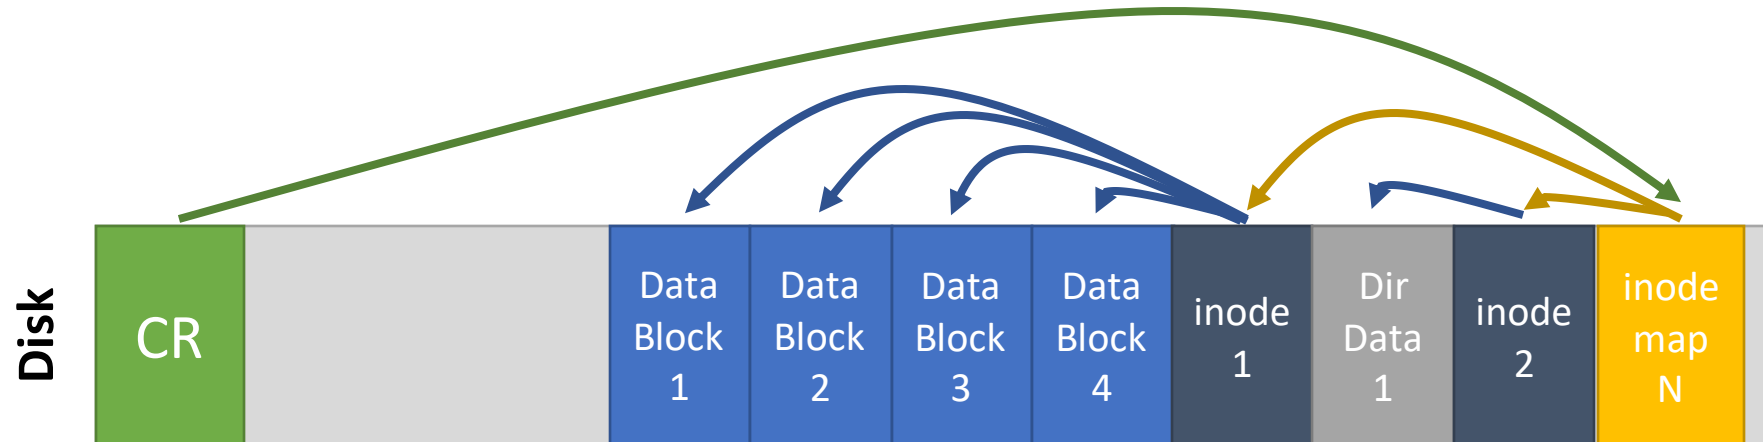 Disk
CR
Data
Block
1
Data
Block
2
Data
Block
3
Data
Block
4
inode
1
Dir
Data
1
inode
2
inode
map
N